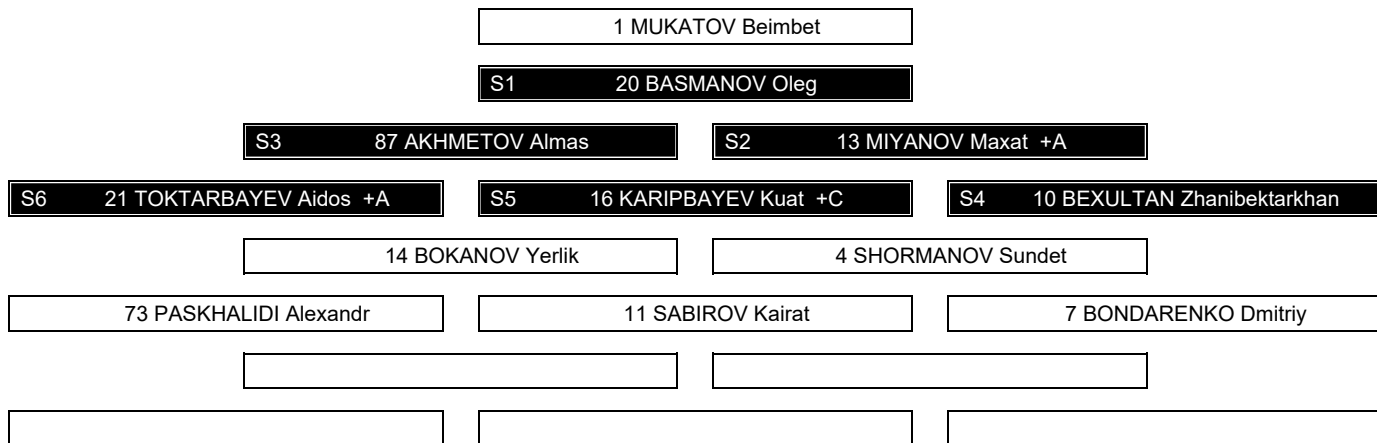 1 MUKATOV Beimbet
S1 20 BASMANOV Oleg
S3 87 AKHMETOV Almas S2 13 MIYANOV Maxat +A
S6 21 TOKTARBAYEV Aidos +A S5 16 KARIPBAYEV Kuat +C S4 10 BEXULTAN Zhanibektarkhan
14 BOKANOV Yerlik 4 SHORMANOV Sundet
73 PASKHALIDI Alexandr 11 SABIROV Kairat 7 BONDARENKO Dmitriy